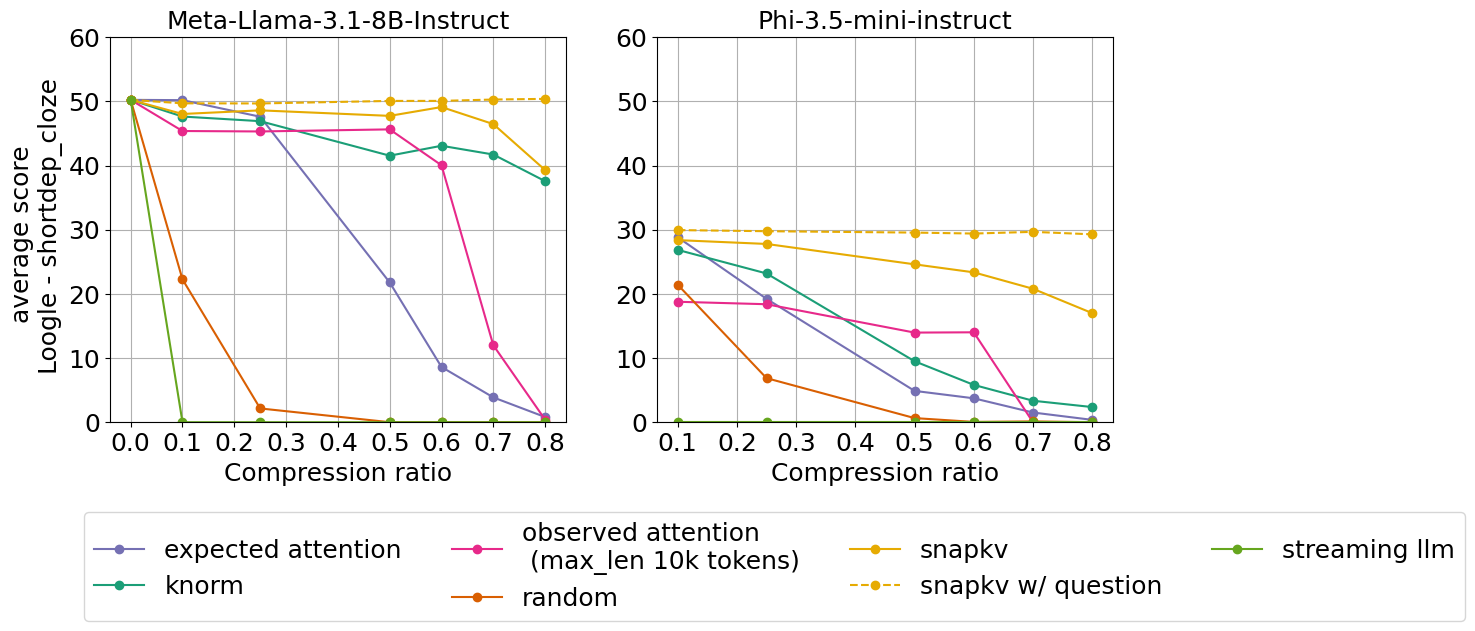 Meta-Llama-3.1-8B-Instruct
Phi-3.5-mini-instruct
average score
Loogle - shortdep_cloze
60
50
40
30
20
10
0
0.0 0.1 0.2 0.3 0.4 0.5 0.6 0.7 0.8
Compression ratio
60
50
40
30
20
10
0
0.1 0.2 0.3 0.4 0.5 0.6 0.7 0.8
Compression ratio
expected attention
knorm
observed attention
(max_len 10k tokens)
random
snapkv
snapkv w/ question
streaming llm